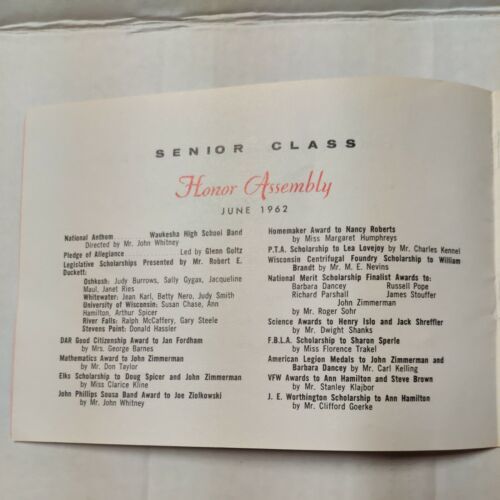 SENIOR CLASS
Honor Assembly
JUNE 1962
National Anthem Waukesha High School Band
Directed by Mr. John Whitney
Pledge of Allegiance Led by Glenn Goltz
Legislative Scholarships Presented by Mr. Robert E.
Duckett:
Oshkosh: Judy Burrows, Sally Gygax, Jacqueline
Maul, Janet Ries
Whitewater: Jean Karl, Betty Nero, Judy Smith
University of Wisconsin: Susan Chase, Ann
Hamilton, Arthur Spicer
River Falls: Ralph McCaffery, Gary Steele
Stevens Point: Donald Hassler
DAR Good Citizenship Award to Jan Fordham
by Mrs. George Barnes
Mathematics Award to John Zimmerman
by Mr. Don Taylor
Elks Scholarship to Doug Spicer and John Zimmerman
by Miss Clarice Kline
John Phillips Sousa Band Award to Joe Ziolkowski
by Mr. John Whitney
Homemaker Award to Nancy Roberts
by Miss Margaret Humphreys
P.T.A. Scholarship to Lea Lovejoy by Mr. Charles Kennel
Wisconsin Centrifugal Foundry Scholarship to William
Brandt by Mr. M. E. Nevins
National Merit Scholarship Finalist Awards to:
Barbara Dancey Russell Pope
Richard Parshall James Stouffer
John Zimmerman
by Mr. Roger Sohr
Science Awards to Henry Islo and Jack Shreffler
by Mr. Dwight Shanks
F.B.L.A. Scholarship to Sharon Sperle
by Miss Florence Trakel
American Legion Medals to John Zimmerman and
Barbara Dancey by Mr. Carl Kelling
VFW Awards to Ann Hamilton and Steve Brown
by Mr. Stanley Klajbor
J. E. Worthington Scholarship to Ann Hamilton
by Mr. Clifford Goerke